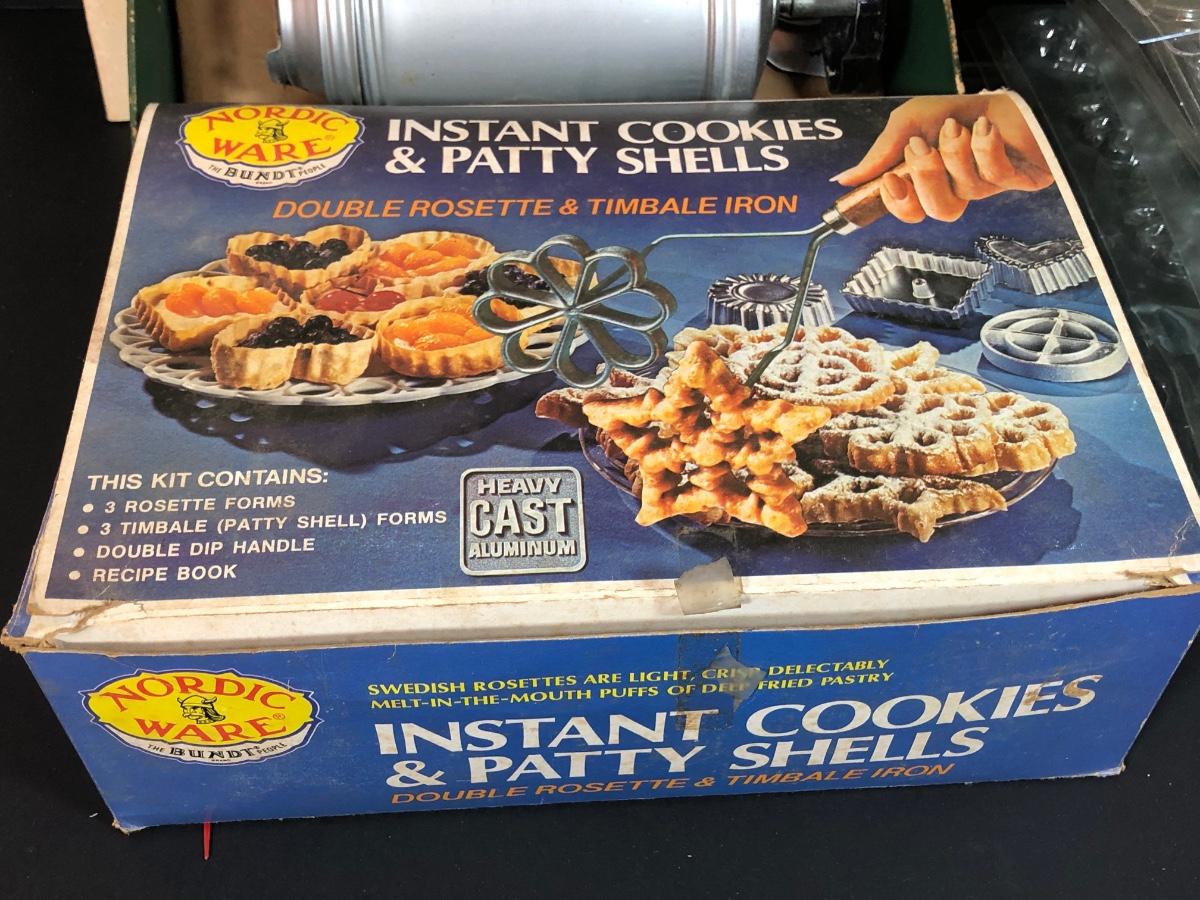 NORDIC
WARE®
THE BUNDT® PEOPLE
BRAND
INSTANT COOKIES
& PATTY SHELLS
DOUBLE ROSETTE & TIMBALE IRON
THIS KIT CONTAINS:
• 3 ROSETTE FORMS
• 3 TIMBALE (PATTY SHELL) FORMS
• DOUBLE DIP HANDLE
• RECIPE BOOK
HEAVY
CAST
ALUMINUM
NORDIC
WARE®
THE BUNDT® PEOPLE
BRAND
SWEDISH ROSETTES ARE LIGHT, DELECTABLY
MELT-IN-THE-MOUTH PUFFS OF DEEP FRIED PASTRY
INSTANT COOKIES
& PATTY SHELLS
DOUBLE ROSETTE & TIMBALE IRON